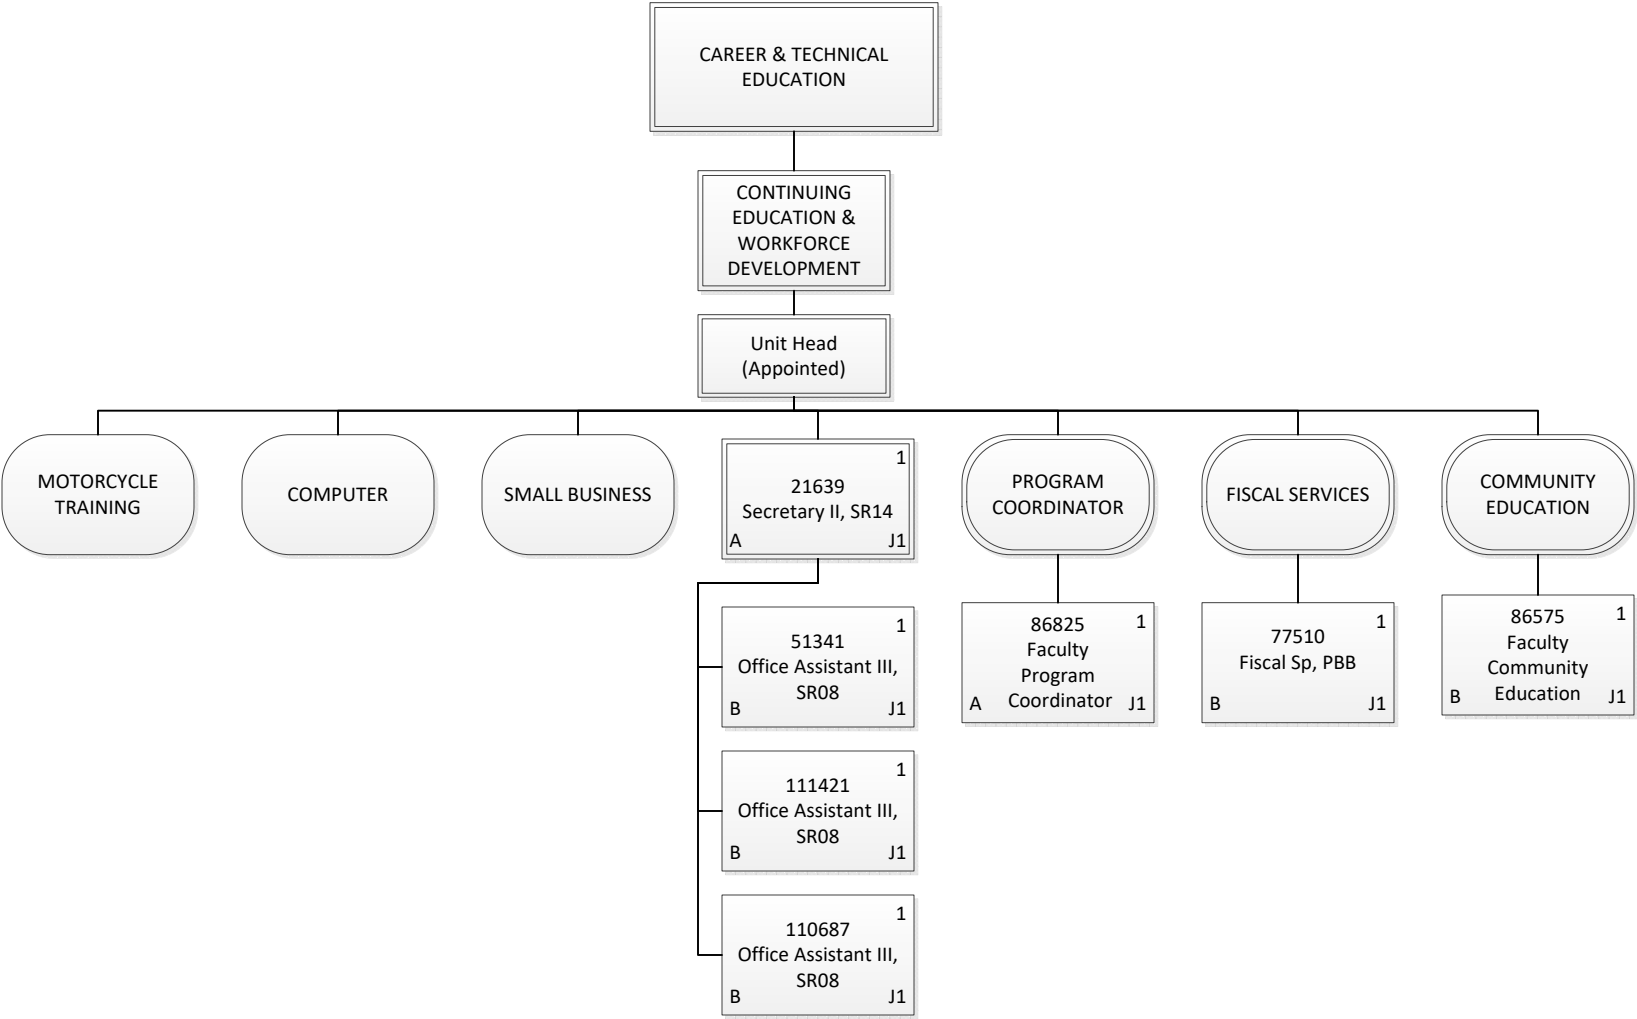 CAREER & TECHNICAL
EDUCATION
CONTINUING
EDUCATION &
WORKFORCE
DEVELOPMENT
Unit Head
(Appointed)
MOTORCYCLE
TRAINING
COMPUTER
SMALL BUSINESS
1
21639
Secretary II, SR14
A J1
PROGRAM
COORDINATOR
FISCAL SERVICES
COMMUNITY
EDUCATION
1
51341
Office Assistant III,
SR08
B J1
1
111421
Office Assistant III,
SR08
B J1
1
110687
Office Assistant III,
SR08
B J1
86825 1
Faculty
Program
A Coordinator J1
1
77510
Fiscal Sp, PBB
B J1
86575 1
Faculty
Community
B Education J1